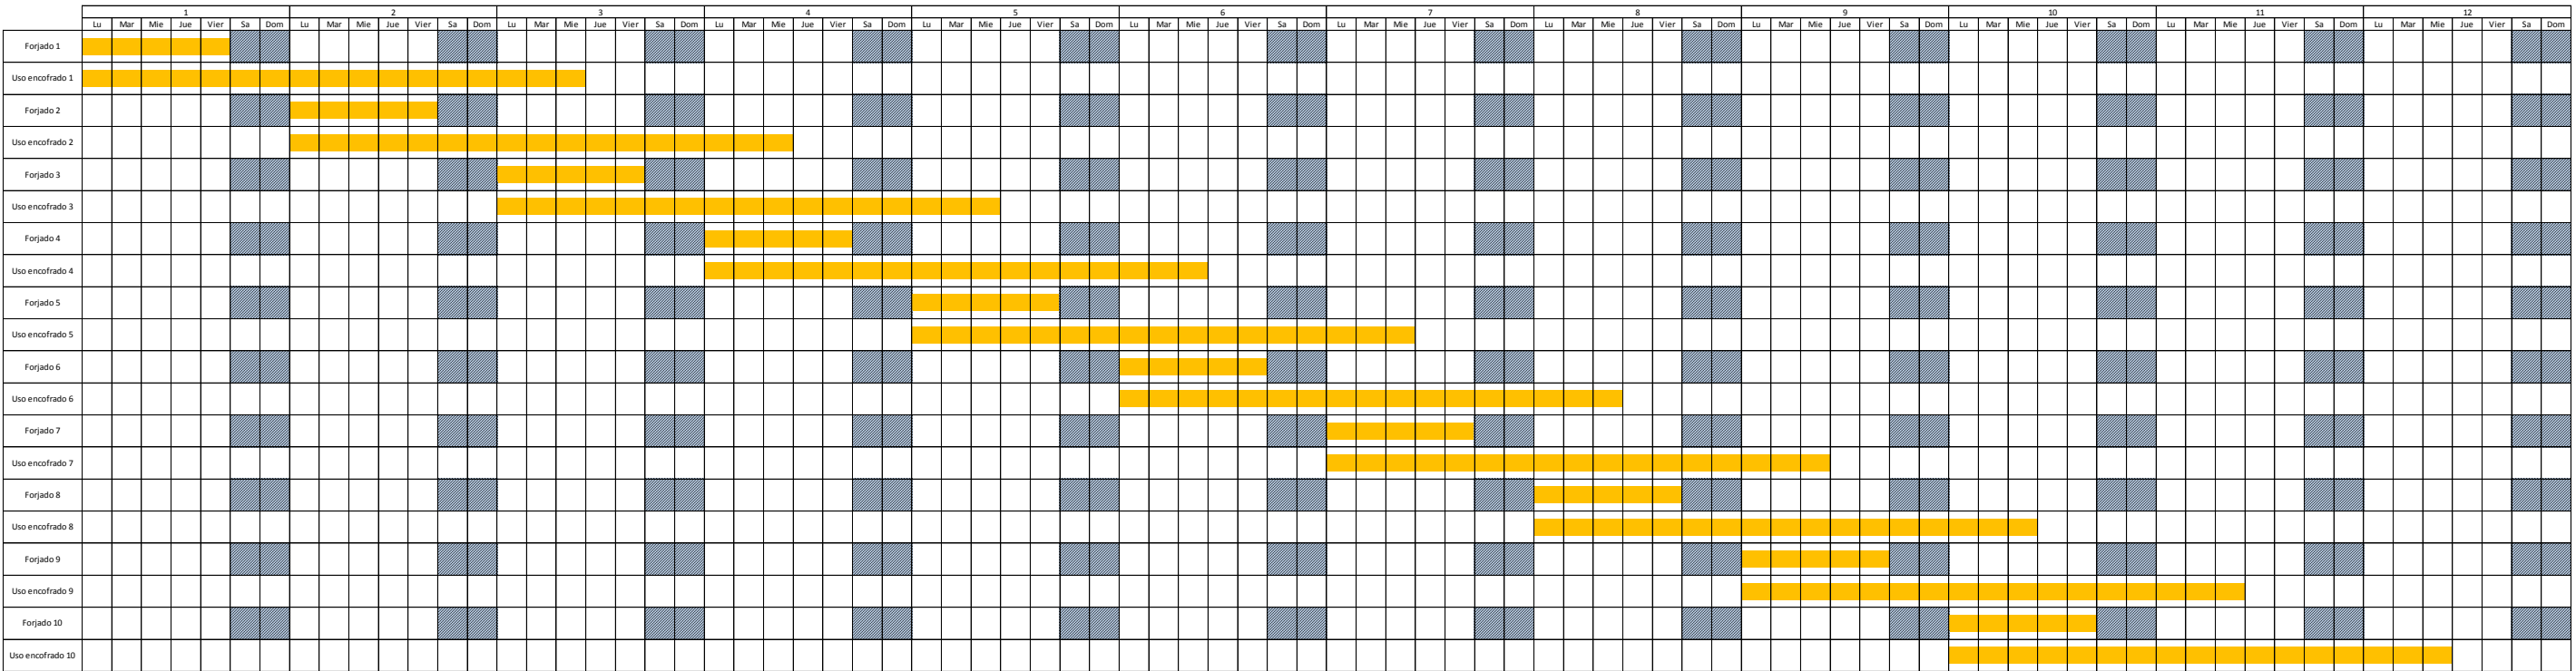 1 2 3 4 5 6 7 8 9 10 11 12
Lu Mar Mie Jue Vier Sa Dom Lu Mar Mie Jue Vier Sa Dom Lu Mar Mie Jue Vier Sa Dom Lu Mar Mie Jue Vier Sa Dom Lu Mar Mie Jue Vier Sa Dom Lu Mar Mie Jue Vier Sa Dom Lu Mar Mie Jue Vier Sa Dom Lu Mar Mie Jue Vier Sa Dom Lu Mar Mie Jue Vier Sa Dom Lu Mar Mie Jue Vier Sa Dom Lu Mar Mie Jue Vier Sa Dom Lu Mar Mie Jue Vier Sa Dom
Forjado 1
Uso encofrado 1
Forjado 2
Uso encofrado 2
Forjado 3
Uso encofrado 3
Forjado 4
Uso encofrado 4
Forjado 5
Uso encofrado 5
Forjado 6
Uso encofrado 6
Forjado 7
Uso encofrado 7
Forjado 8
Uso encofrado 8
Forjado 9
Uso encofrado 9
Forjado 10
Uso encofrado 10